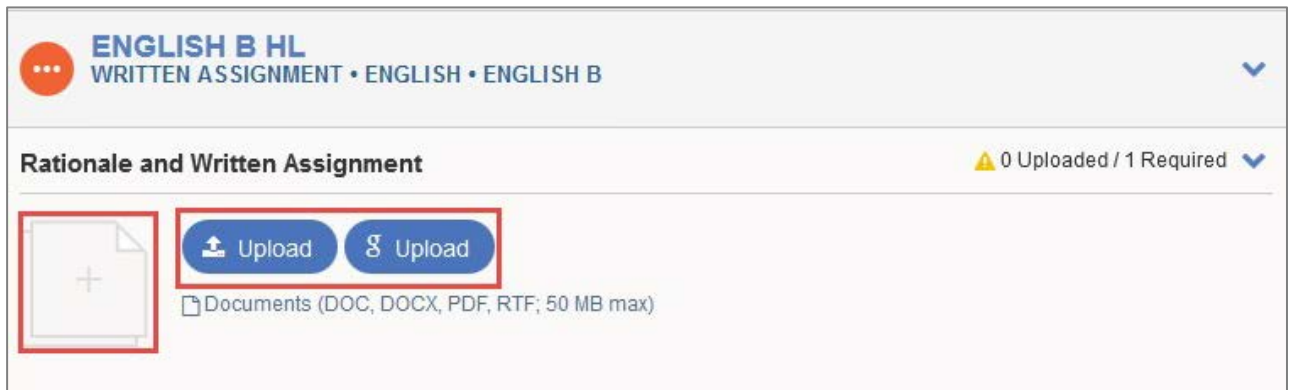 ENGLISH B HL
WRITTEN ASSIGNMENT • ENGLISH • ENGLISH B
Rationale and Written Assignment
0 Uploaded / 1 Required
Upload
g Upload
Documents (DOC, DOCX, PDF, RTF; 50 MB max)